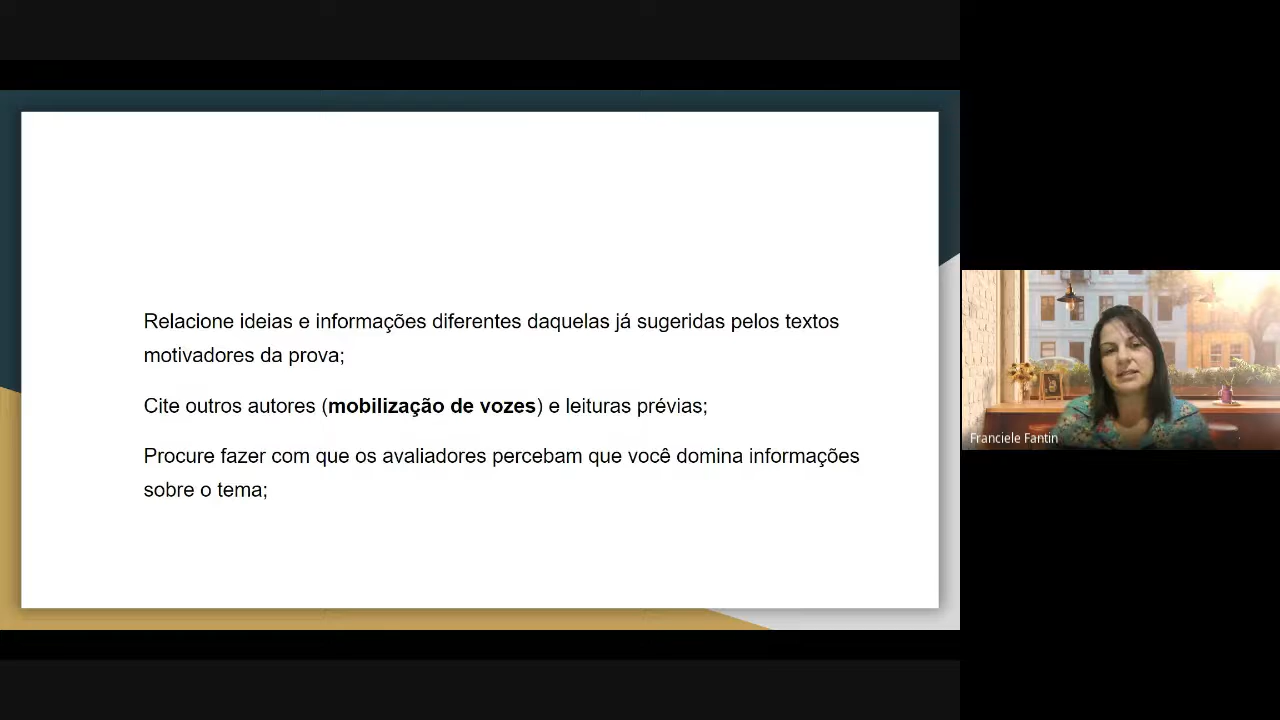 Relacione ideias e informações diferentes daquelas já sugeridas pelos textos
motivadores da prova;
Cite outros autores (mobilização de vozes) e leituras prévias;
Procure fazer com que os avaliadores percebam que você domina informações
sobre o tema;
Franciele Fantin